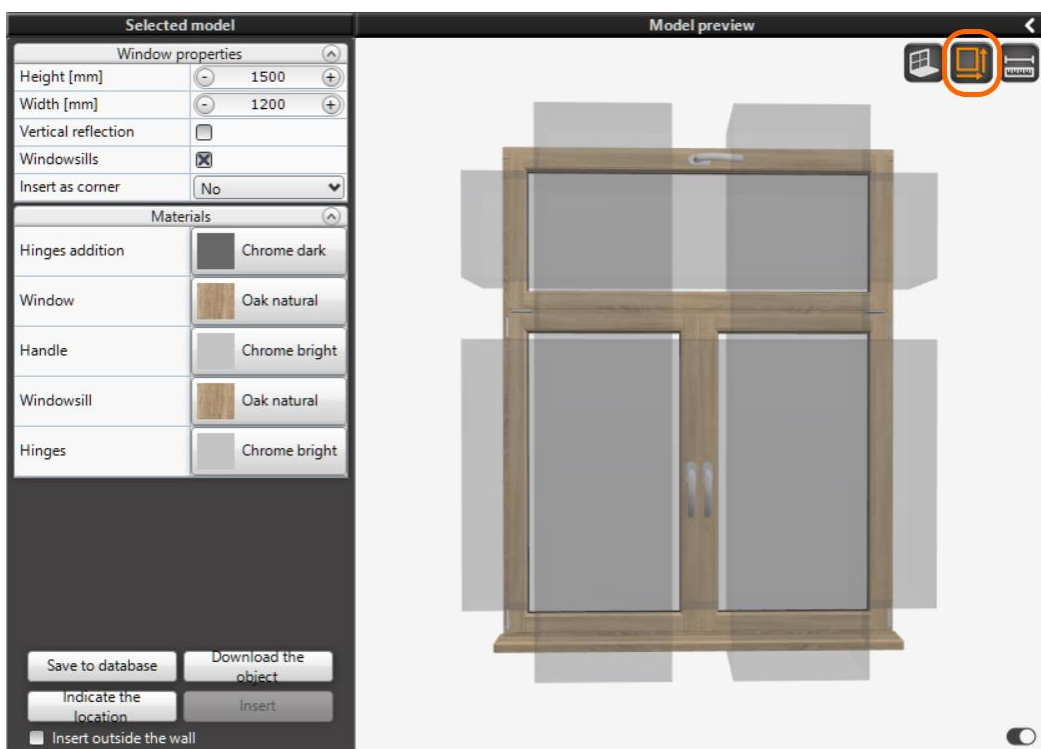 Selected model
Model preview
Window properties
Height [mm] 1500
Width [mm] 1200
Vertical reflection
Windowsills
Insert as corner No
Materials
Hinges addition Chrome dark
Window Oak natural
Handle Chrome bright
Windowsill Oak natural
Hinges Chrome bright
Save to database
Download the
object
Indicate the
location
Insert
Insert outside the wall